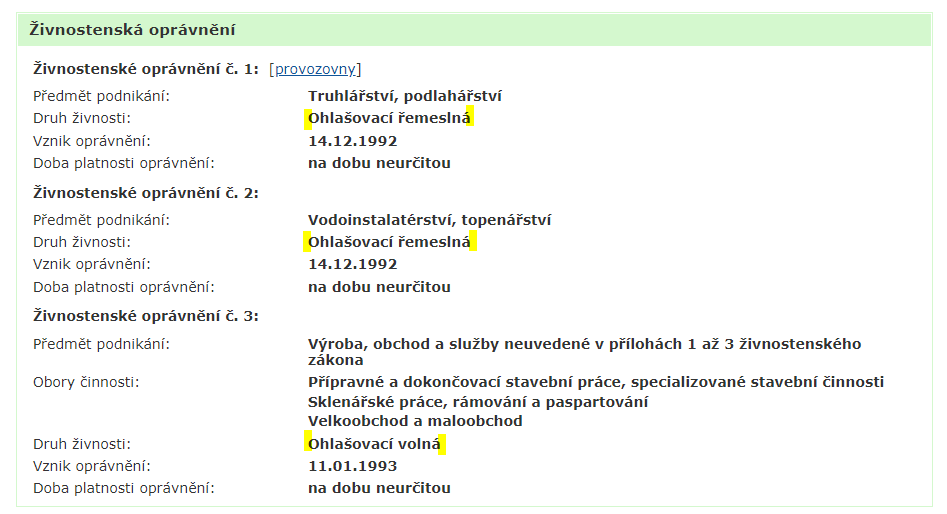 Živnostenská oprávnění
Živnostenské oprávnění č. 1: [provozovny]
Předmět podnikání: Truhlářství, podlahářství
Druh živnosti: Ohlašovací řemeslná
Vznik oprávnění: 14.12.1992
Doba platnosti oprávnění: na dobu neurčitou
Živnostenské oprávnění č. 2:
Předmět podnikání: Vodoinstalatérství, topenářství
Druh živnosti: Ohlašovací řemeslná
Vznik oprávnění: 14.12.1992
Doba platnosti oprávnění: na dobu neurčitou
Živnostenské oprávnění č. 3:
Předmět podnikání: Výroba, obchod a služby neuvedené v přílohách 1 až 3 živnostenského
zákona
Obory činnosti: Přípravné a dokončovací stavební práce, specializované stavební činnosti
Sklenářské práce, rámování a paspartování
Velkoobchod a maloobchod
Druh živnosti: Ohlašovací volná
Vznik oprávnění: 11.01.1993
Doba platnosti oprávnění: na dobu neurčitou